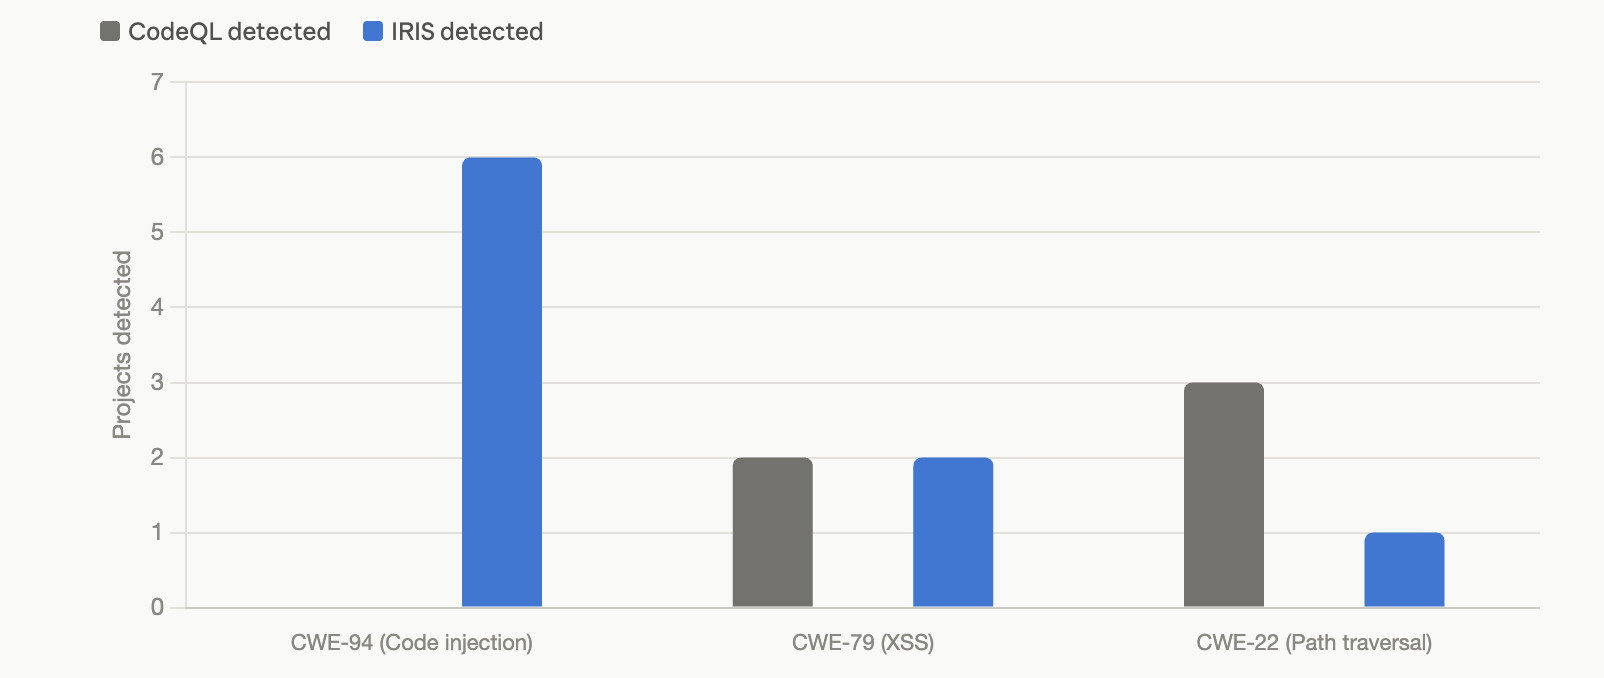 CodeQL detected IRIS detected
7
6
5
4
3
2
1
0
Projects detected
CWE-94 (Code injection) CWE-79 (XSS) CWE-22 (Path traversal)